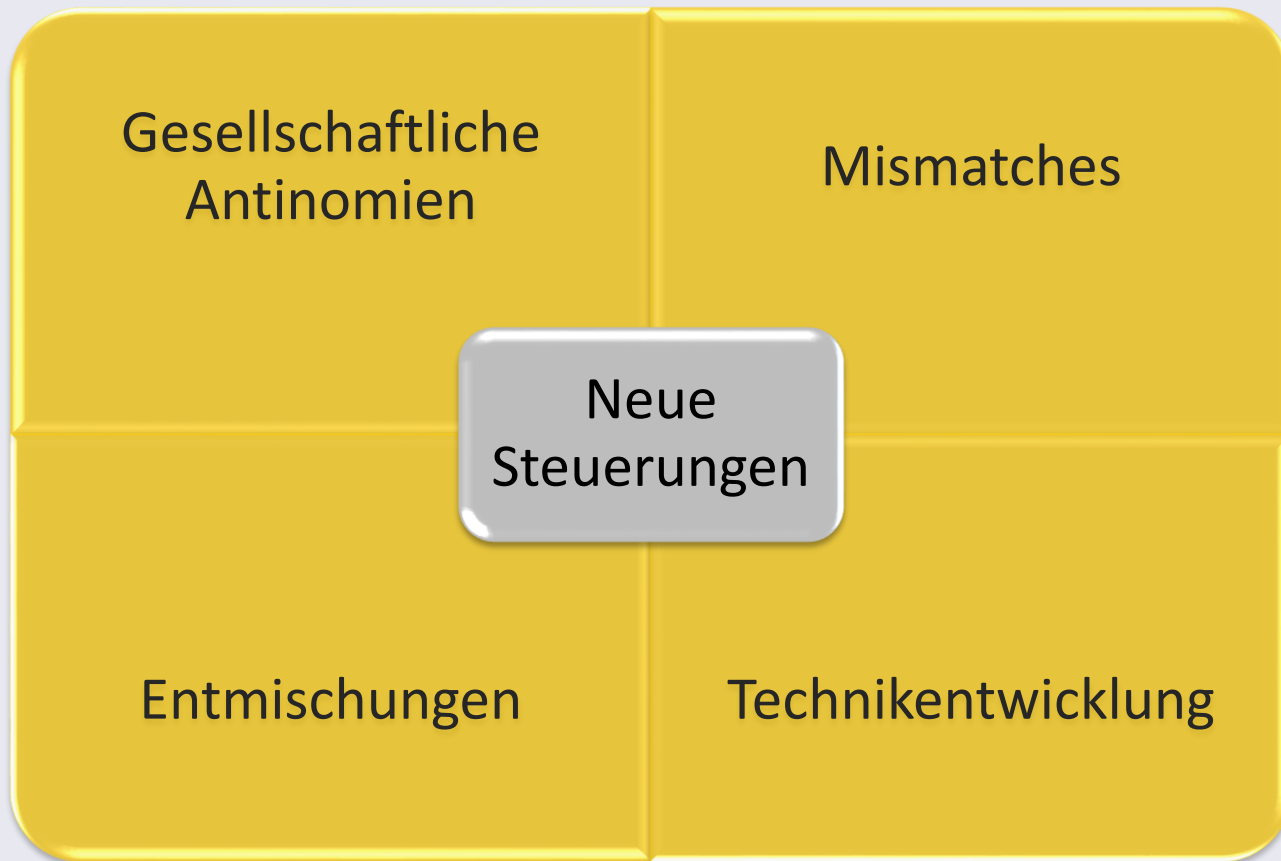 Gesellschaftliche
Antinomien
Mismatches
Neue
Steuerungen
Entmischungen
Technikentwicklung